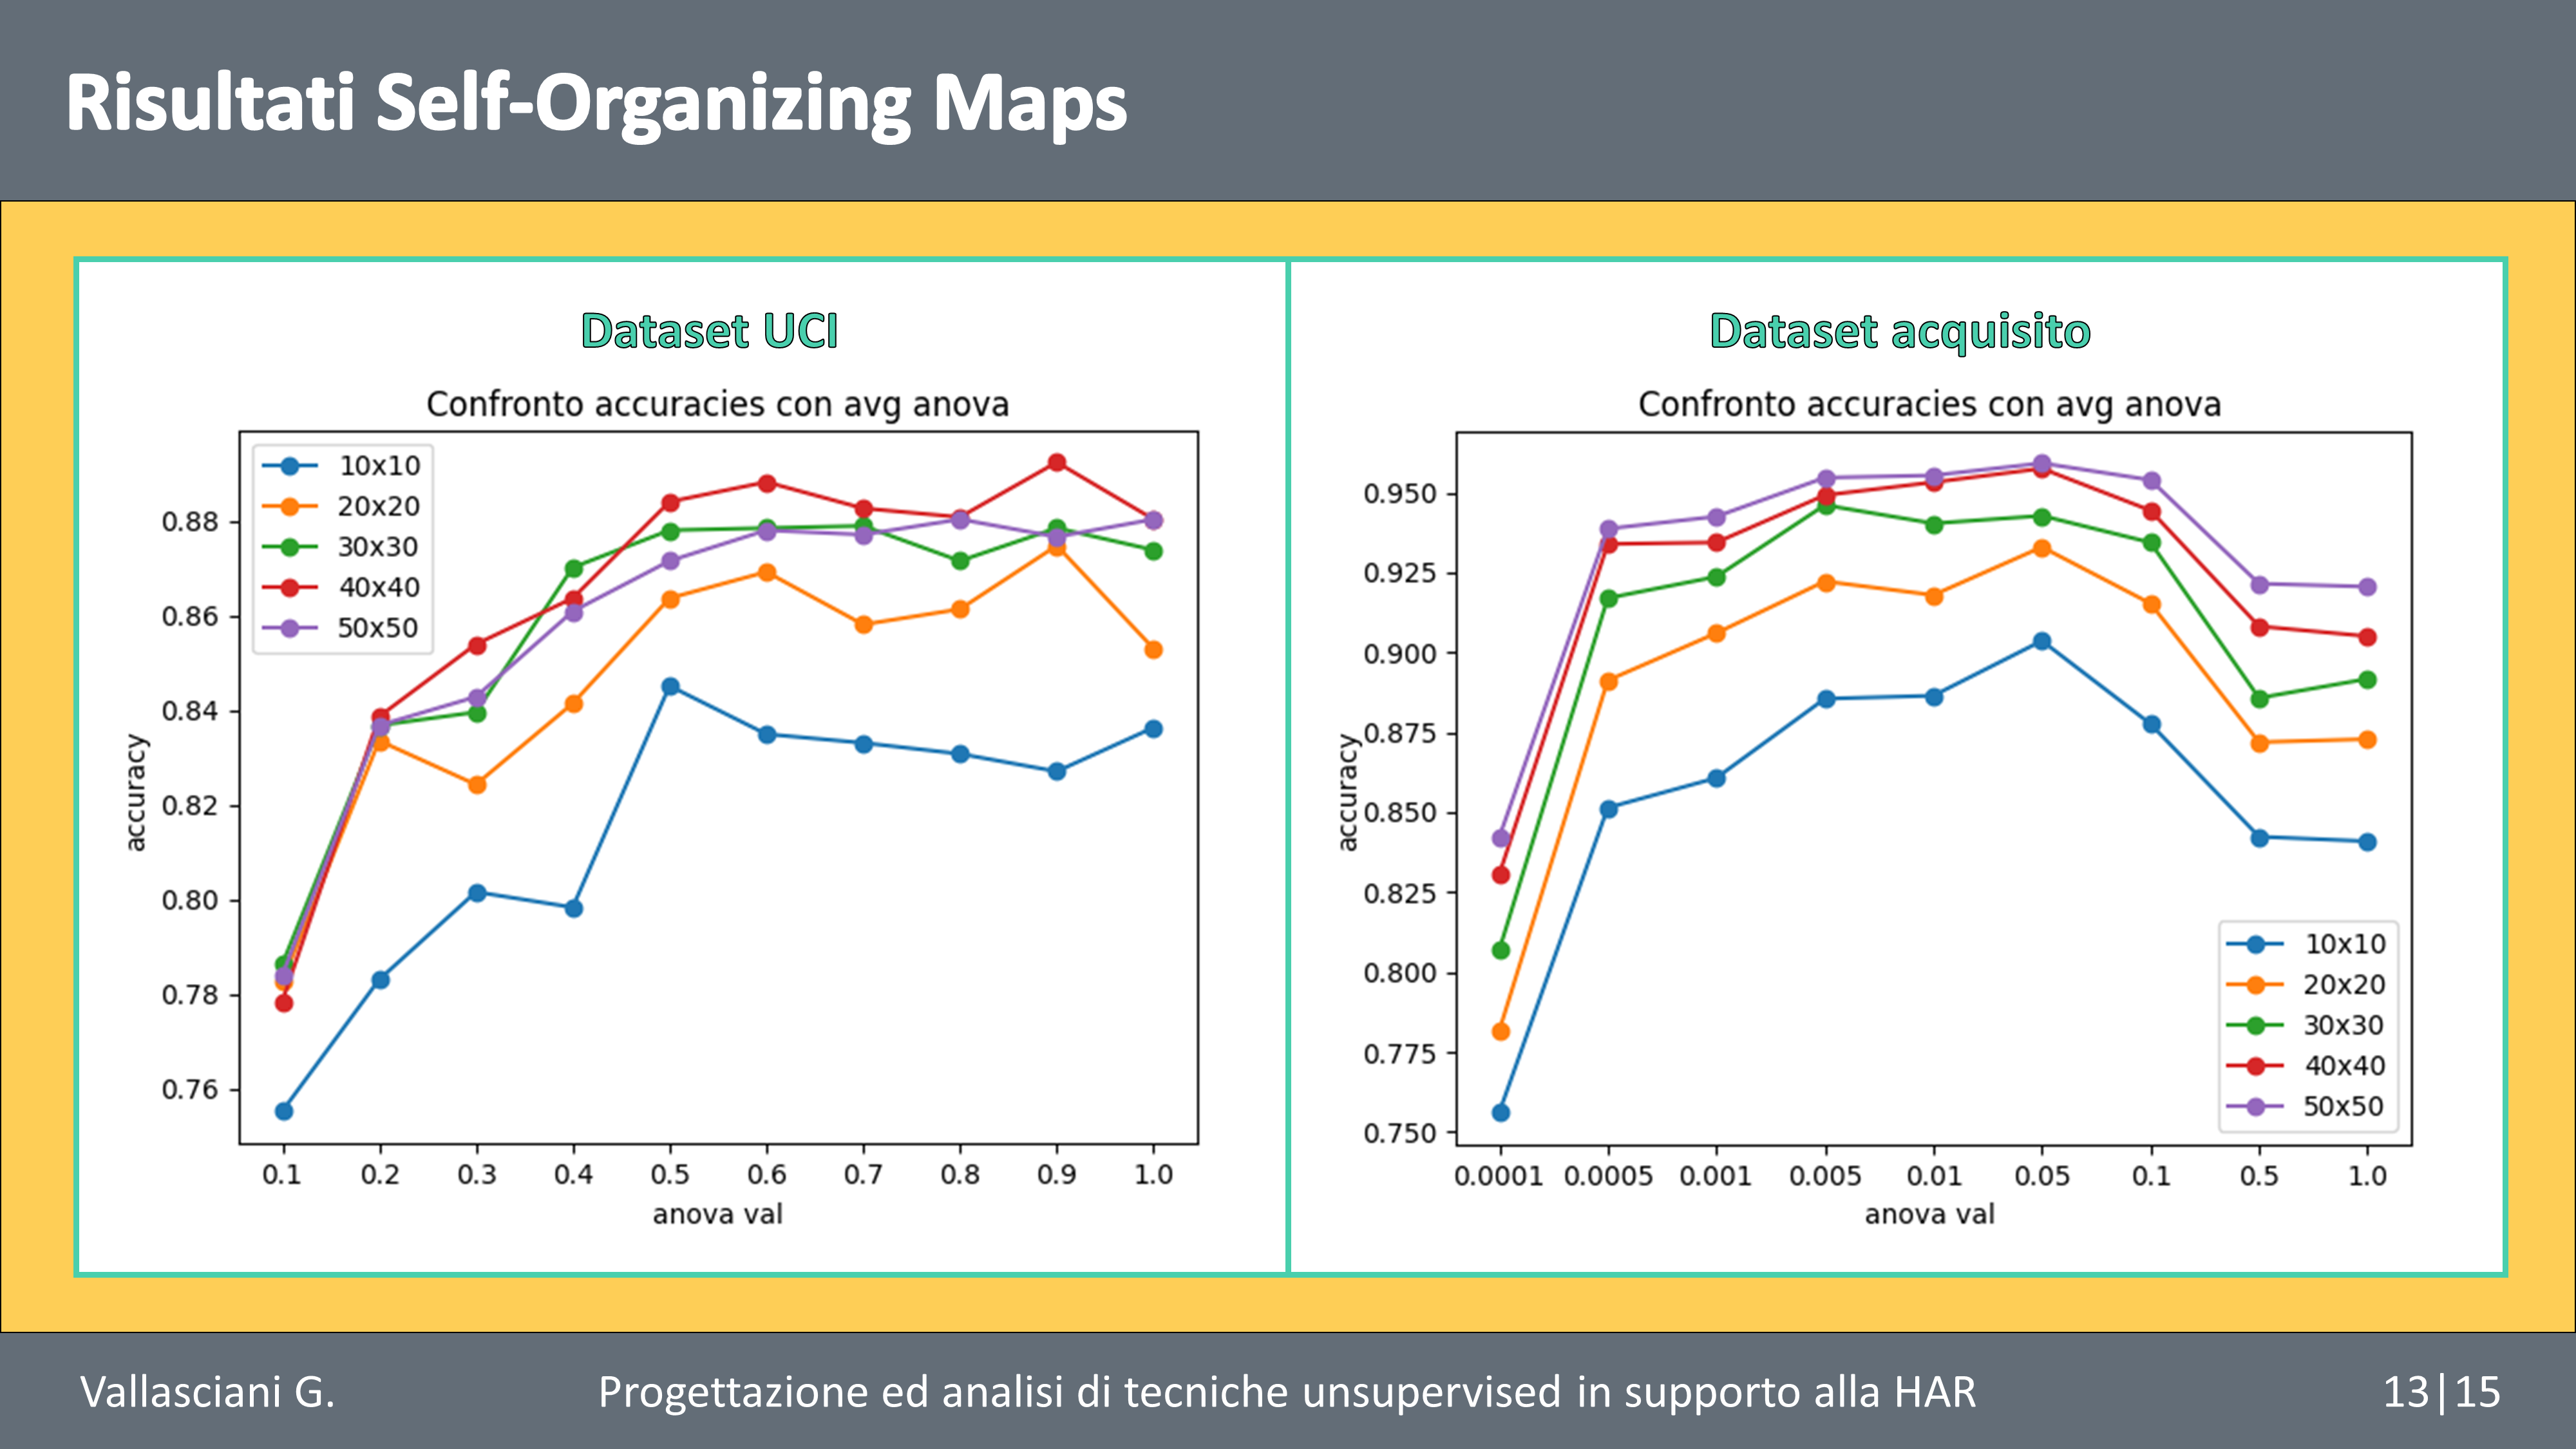 Risultati Self-Organizing Maps
Dataset UCI
Confronto accuracies con avg anova
10x10
20x20
30x30
40x40
50x50
0.88
0.86
0.84
0.82
0.80
0.78
0.76
accuracy
0.1 0.2 0.3 0.4 0.5 0.6 0.7 0.8 0.9 1.0
anova val
Dataset acquisito
Confronto accuracies con avg anova
0.950
0.925
0.900
0.875
0.850
0.825
0.800
0.775
0.750
accuracy
10x10
20x20
30x30
40x40
50x50
0.0001 0.0005 0.001 0.005 0.01 0.05 0.1 0.5 1.0
anova val
Vallasciani G. Progettazione ed analisi di tecniche unsupervised in supporto alla HAR 13|15